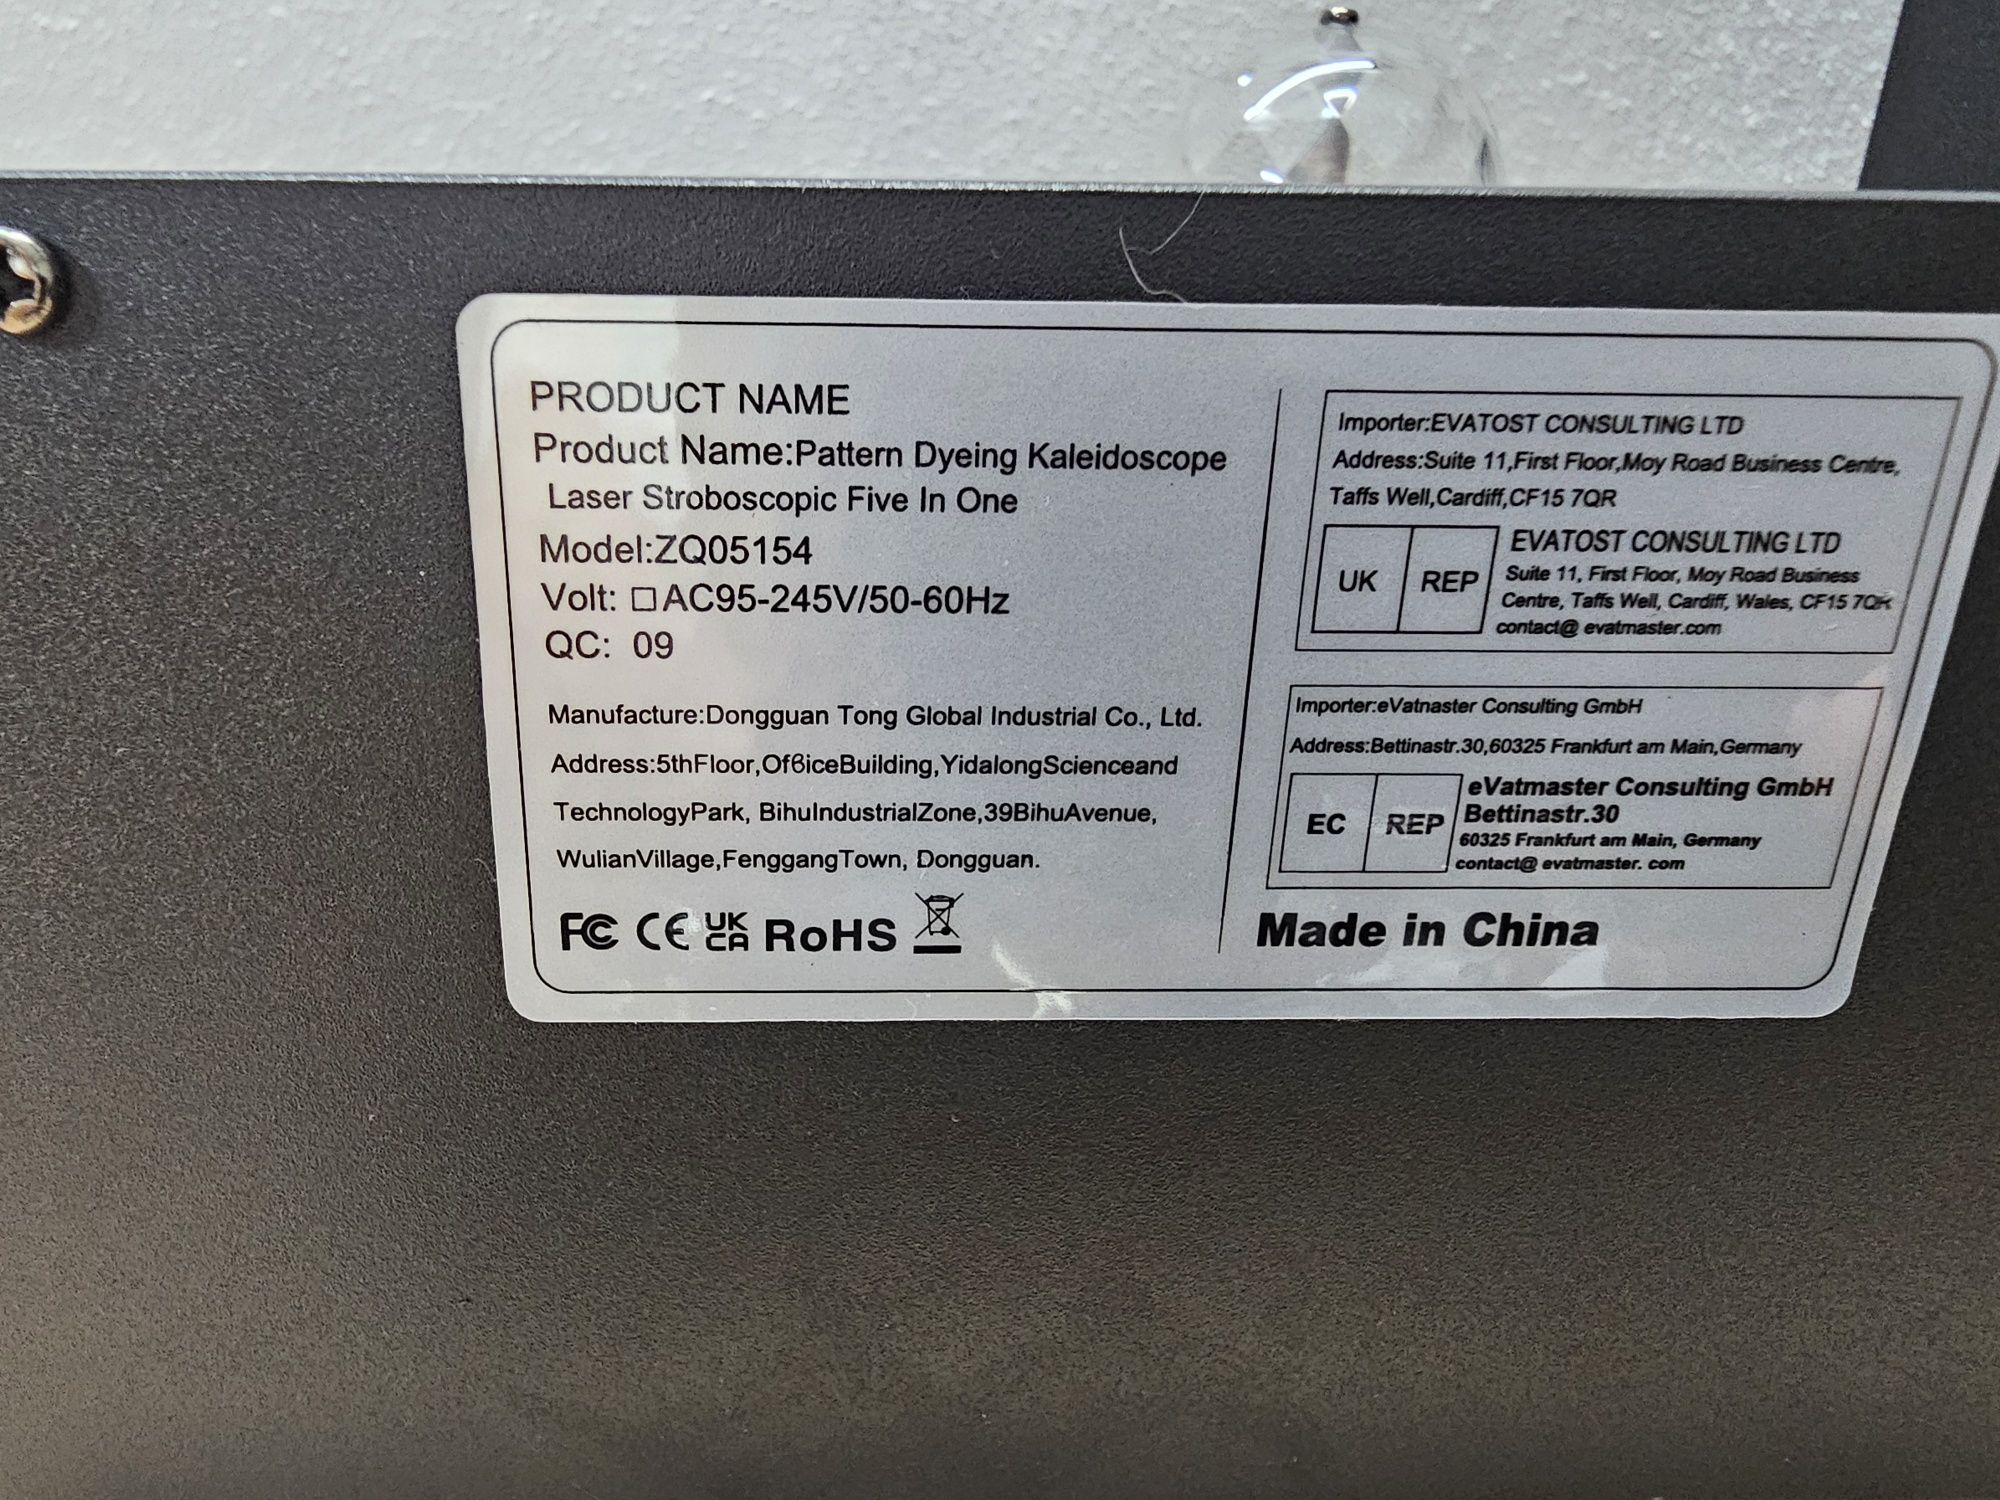 PRODUCT NAME
Product Name:Pattern Dyeing Kaleidoscope
Laser Stroboscopic Five In One
Model:ZQ05154
Volt: □AC95-245V/50-60Hz
QC: 09
Manufacture:Dongguan Tong Global Industrial Co., Ltd.
Address:5thFloor,Of6iceBuilding,YidalongScienceand
TechnologyPark, BihuIndustrialZone,39BihuAvenue,
WulianVillage,FenggangTown, Dongguan.
FC CE UK CA RoHS
Importer:EVATOST CONSULTING LTD
Address:Suite 11,First Floor,Moy Road Business Centre,
Taffs Well,Cardiff,CF15 7QR
UK REP
EVATOST CONSULTING LTD
Suite 11, First Floor, Moy Road Business
Centre, Taffs Well, Cardiff, Wales, CF15 7QR
contact@ evatmaster.com
Importer:eVatnaster Consulting GmbH
Address:Bettinastr.30,60325 Frankfurt am Main,Germany
EC REP
eVatmaster Consulting GmbH
Bettinastr.30
60325 Frankfurt am Main, Germany
contact@ evatmaster. com
Made in China